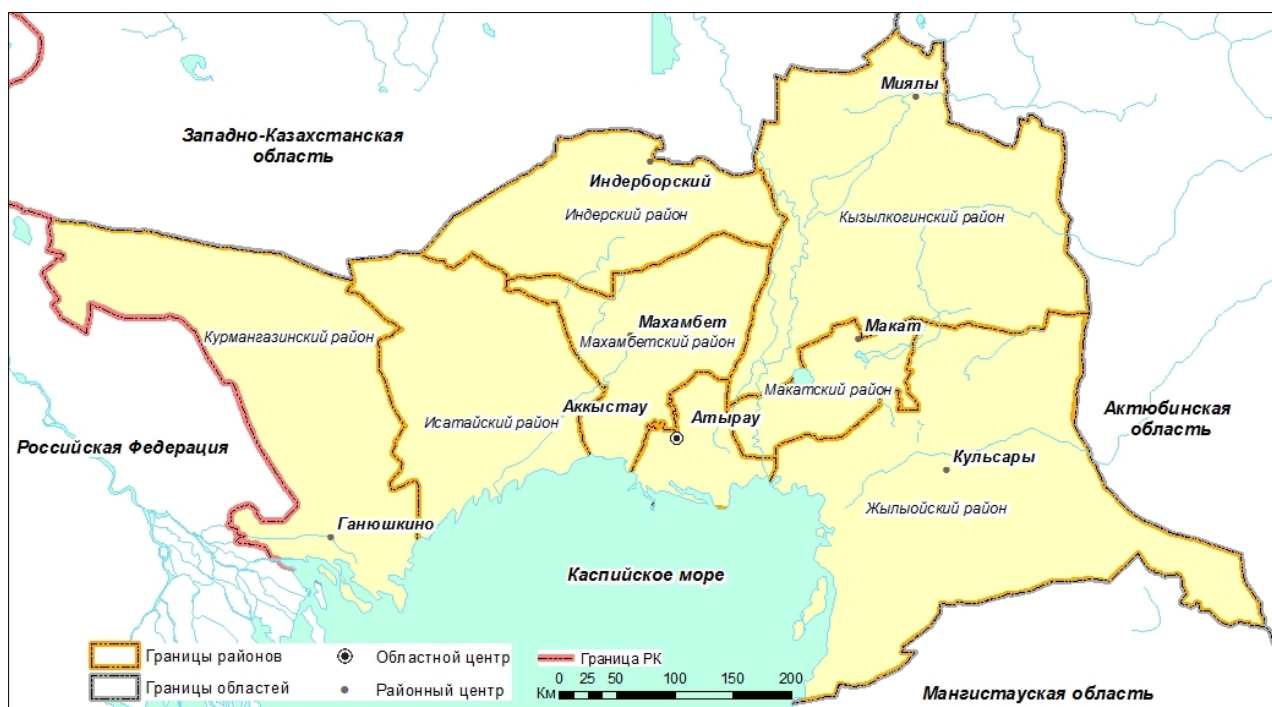 Миялы
Западно-Казахстанская
область
Индерборский
Индерский район
Кызылкогинский район
Махамбет
Махамбетский район
Макат
Курмангазинский район
Макатский район
Аккыстау
Атырау
Исатайский район
Актюбинская
область
Российская Федерация
Кульсары
Жылыойский район
Ганюшкино
Каспийское море
Границы районов
Областной центр
Граница РК
Границы областей
Районный центр
0 25 50 100 150 200
Км
Мангистауская область